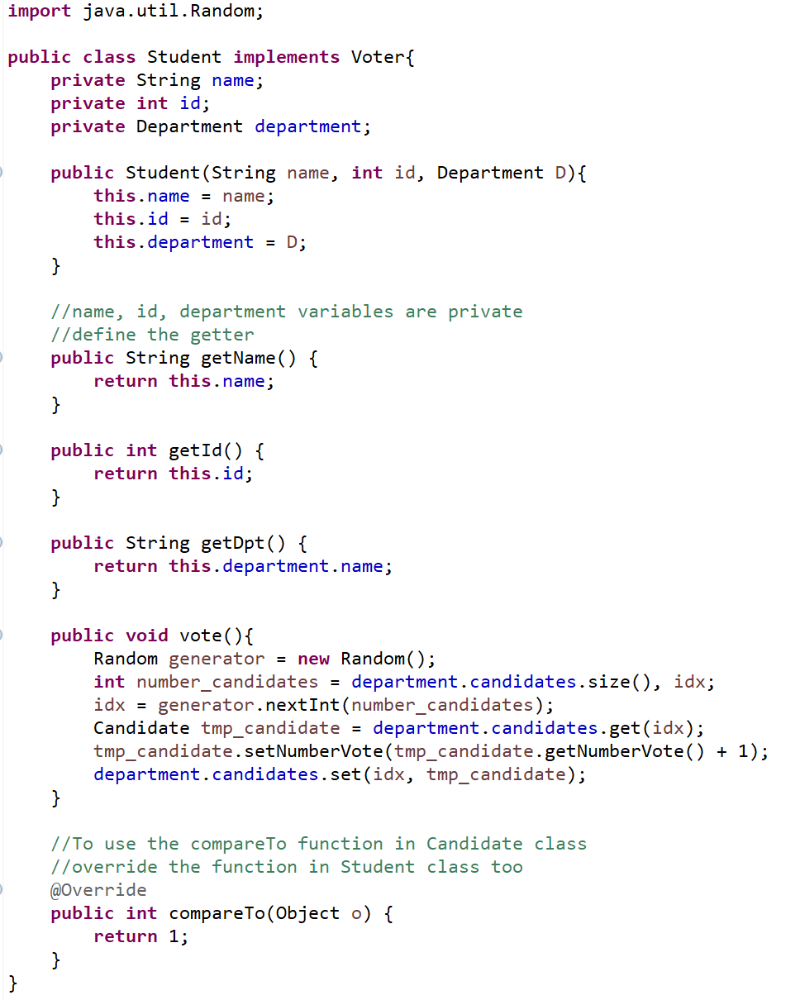 import java.util.Random;

public class Student implements Voter{
    private String name;
    private int id;
    private Department department;

    public Student(String name, int id, Department D){
        this.name = name;
        this.id = id;
        this.department = D;
    }

    //name, id, department variables are private
    //define the getter
    public String getName() {
        return this.name;
    }

    public int getId() {
        return this.id;
    }

    public String getDpt() {
        return this.department.name;
    }

    public void vote(){
        Random generator = new Random();
        int number_candidates = department.candidates.size(), idx;
        idx = generator.nextInt(number_candidates);
        Candidate tmp_candidate = department.candidates.get(idx);
        tmp_candidate.setNumberVote(tmp_candidate.getNumberVote() + 1);
        department.candidates.set(idx, tmp_candidate);
    }

    //To use the compareTo function in Candidate class
    //override the function in Student class too
    @Override
    public int compareTo(Object o) {
        return 1;
    }
}